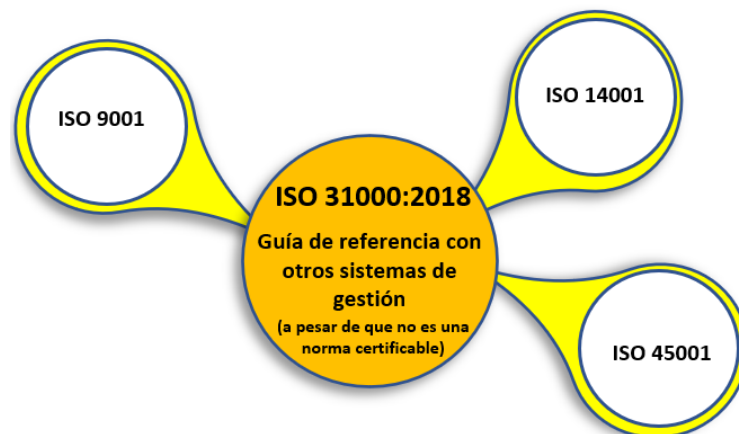 ISO 9001
ISO 14001
ISO 31000:2018
Guía de referencia con
otros sistemas de
gestión
(a pesar de que no es una
norma certificable)
ISO 45001